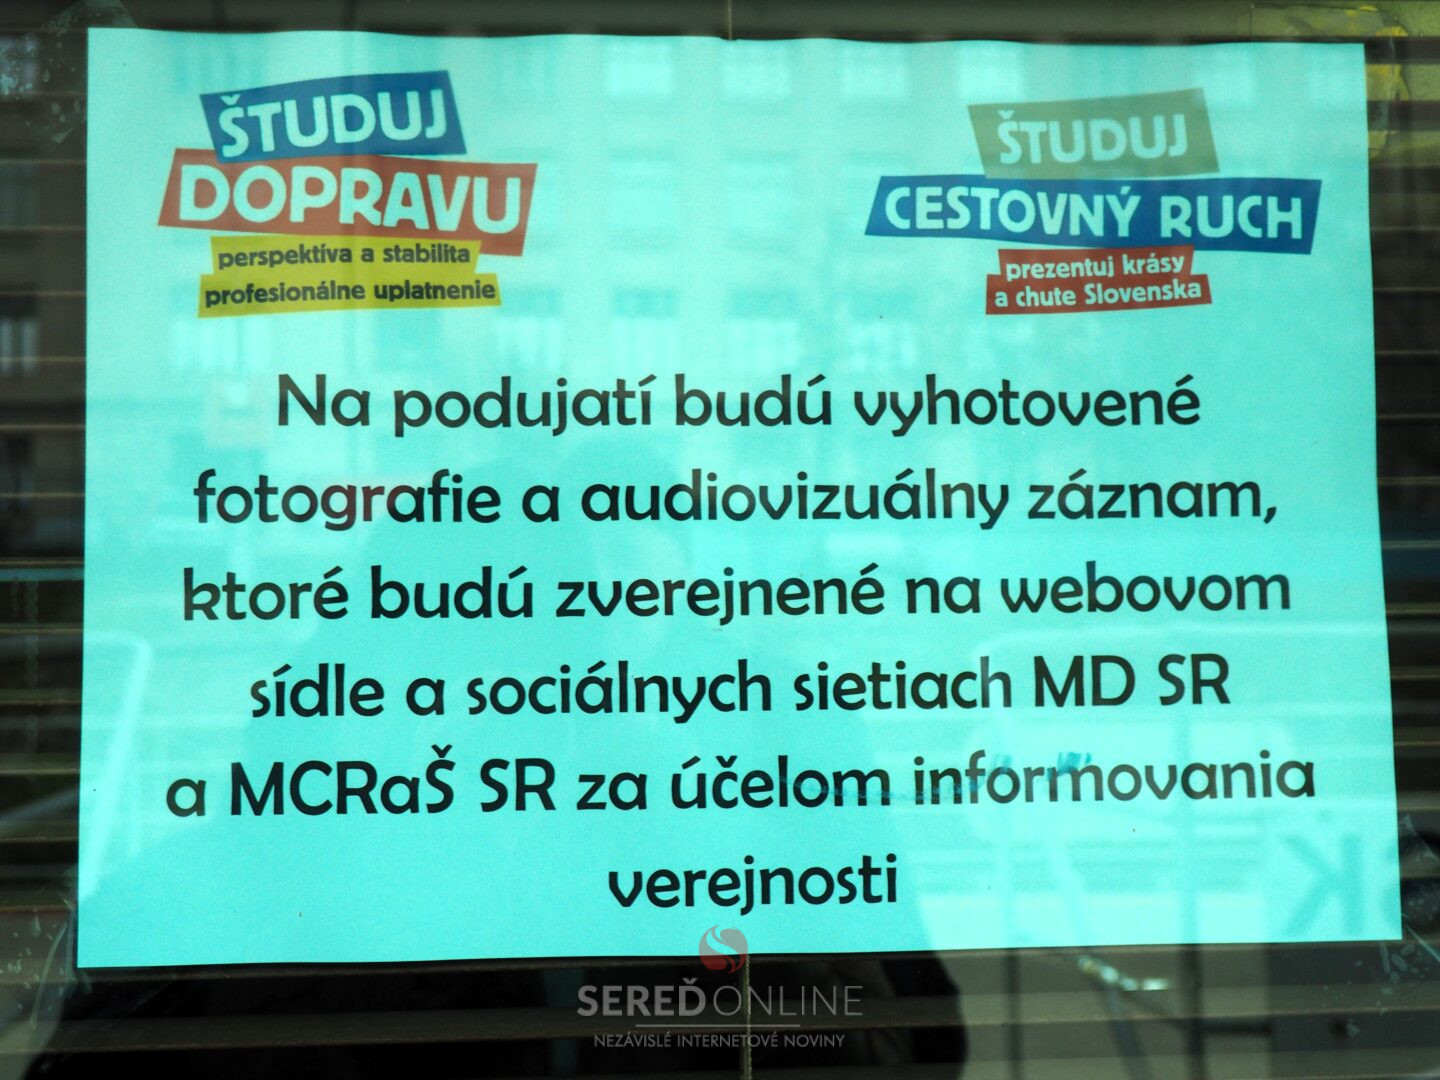 ŠTUDUJ
DOPRAVU
perspektíva a stabilita
profesionálne uplatnenie
ŠTUDUJ
CESTOVNÝ RUCH
prezentuj krásy
a chute Slovenska
Na podujatí budú vyhotovené
fotografie a audiovizuálny záznam,
ktoré budú zverejnené na webovom
sídle a sociálnych sietiach MD SR
a MCRaŠ SR za účelom informovania
verejnosti
SEREĎONLINE
NEZÁVISLÉ INTERNETOVÉ NOVINY